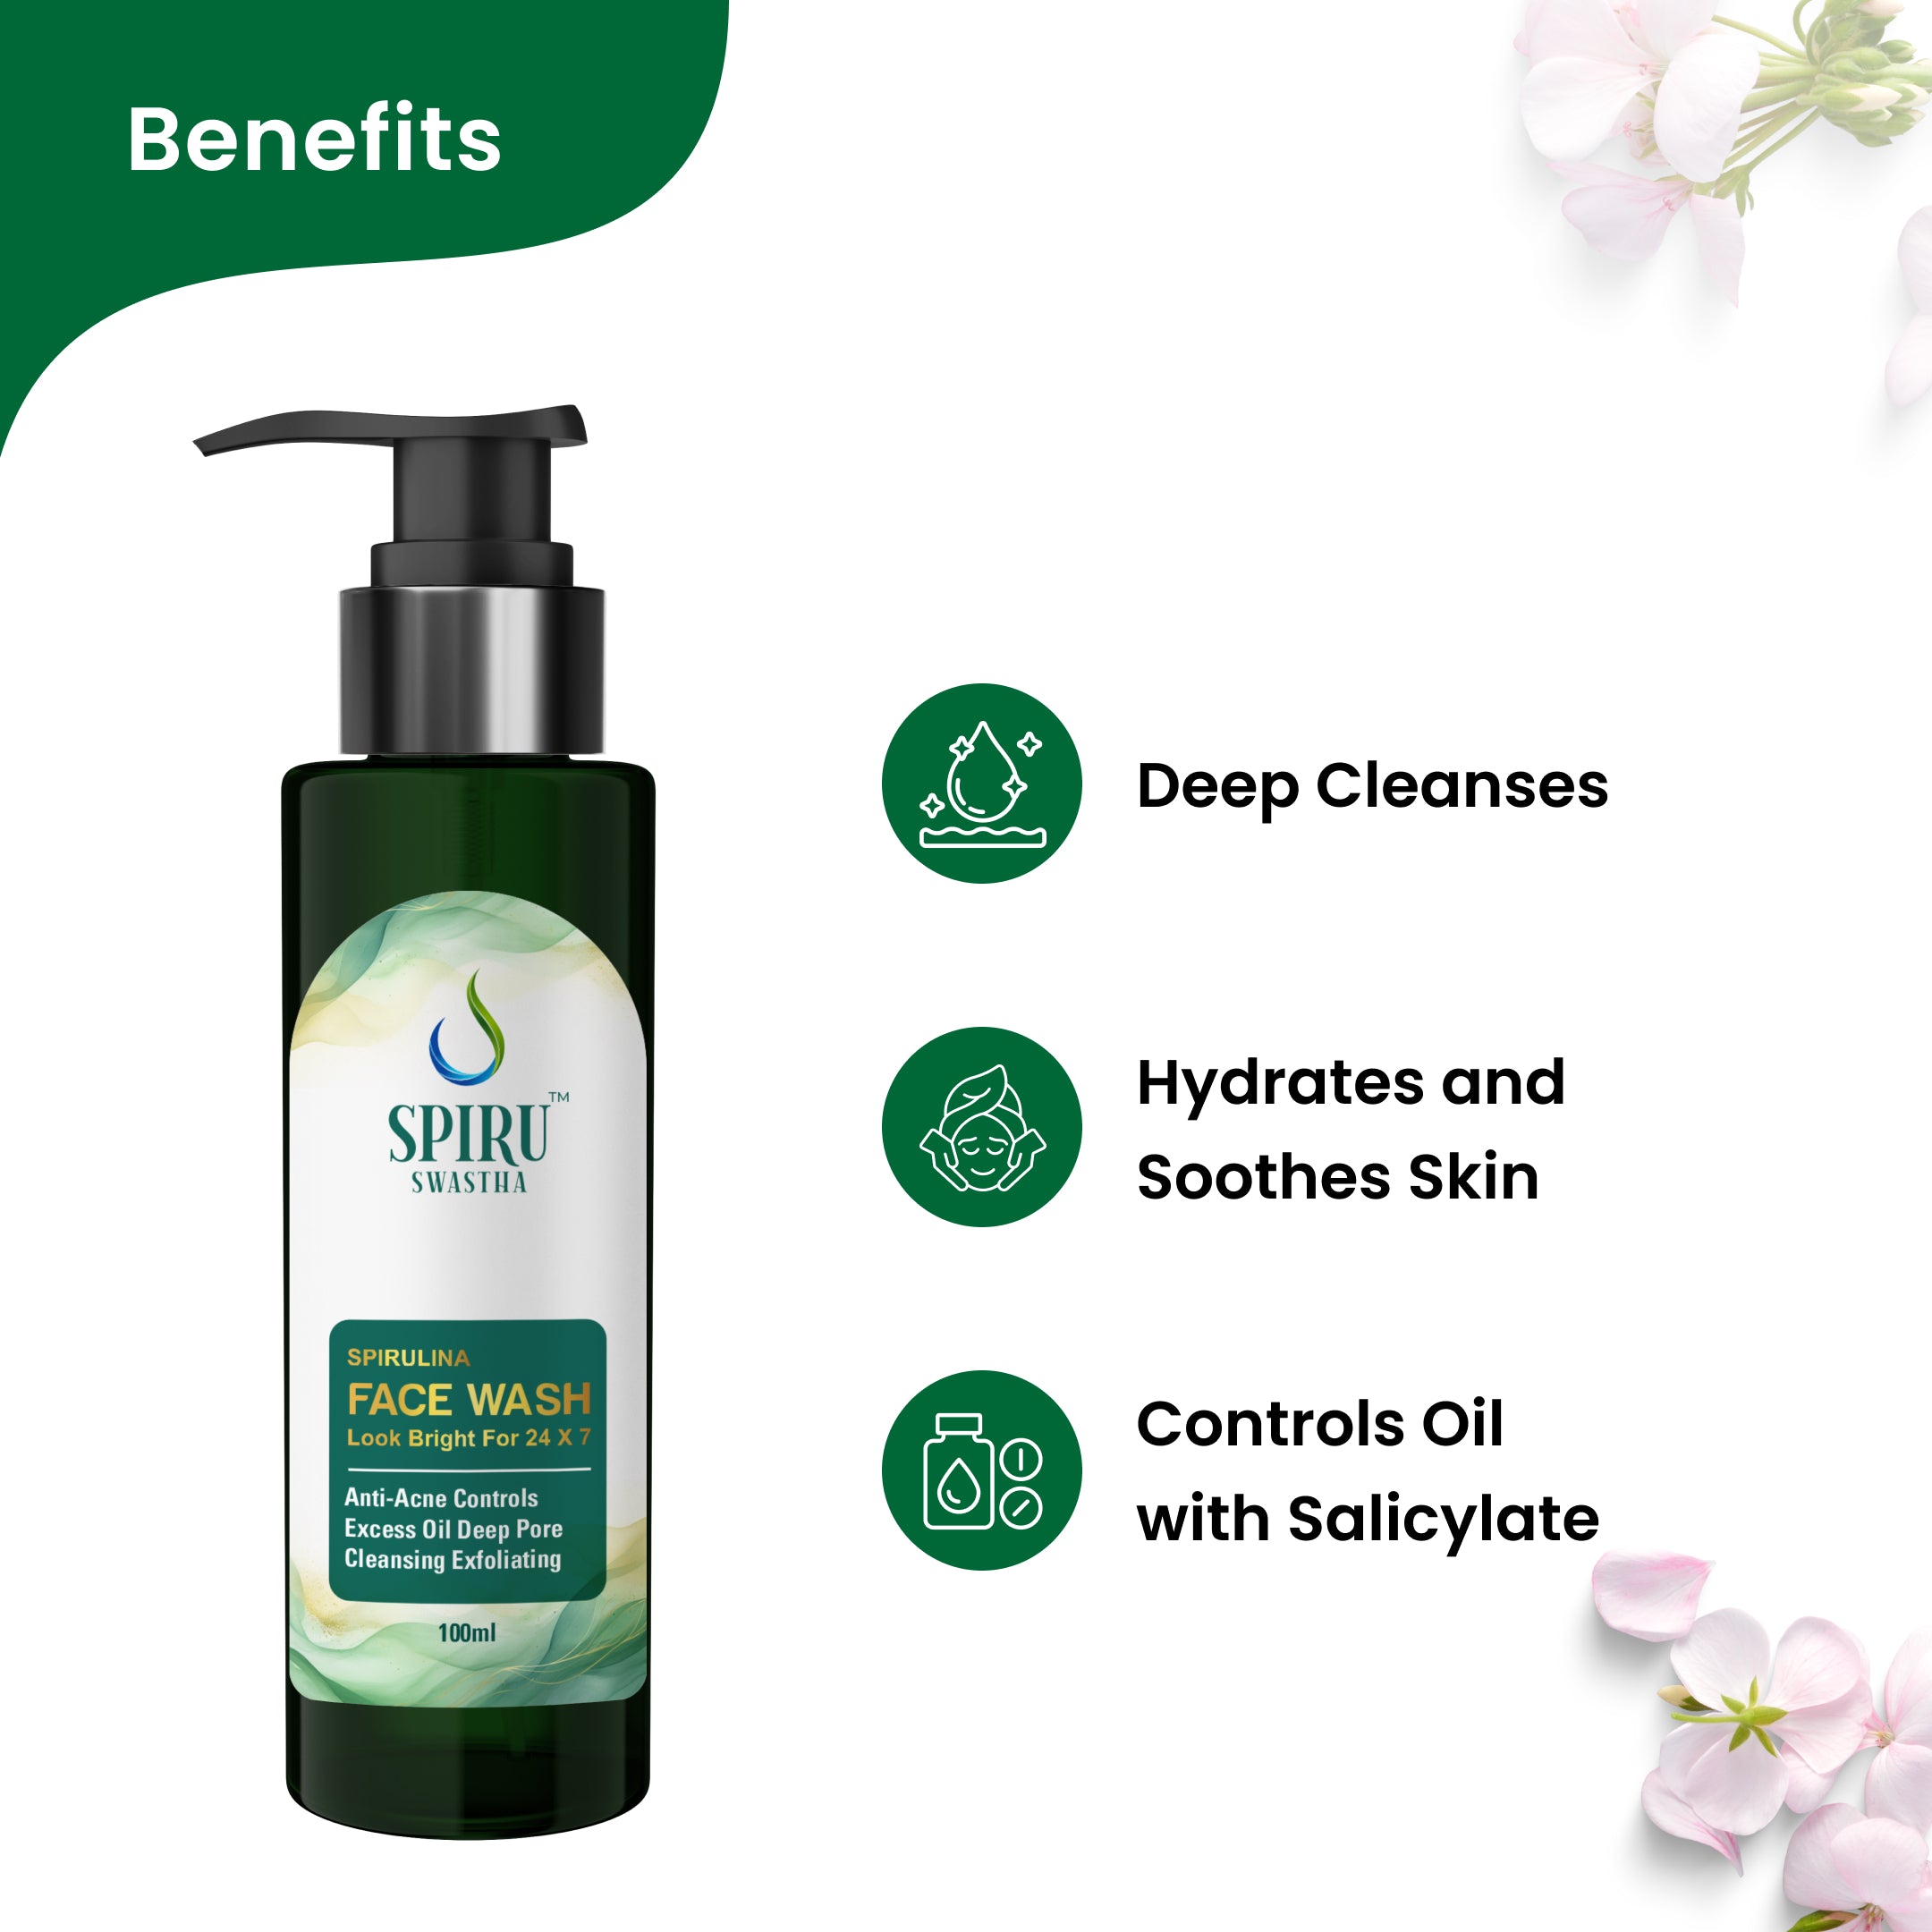 Benefits
SPIRU™
SWASTHA
SPIRULINA
FACE WASH
Look Bright For 24 X 7
Anti-Acne Controls
Excess Oil Deep Pore
Cleansing Exfoliating
100ml
Deep Cleanses
Hydrates and
Soothes Skin
Controls Oil
with Salicylate